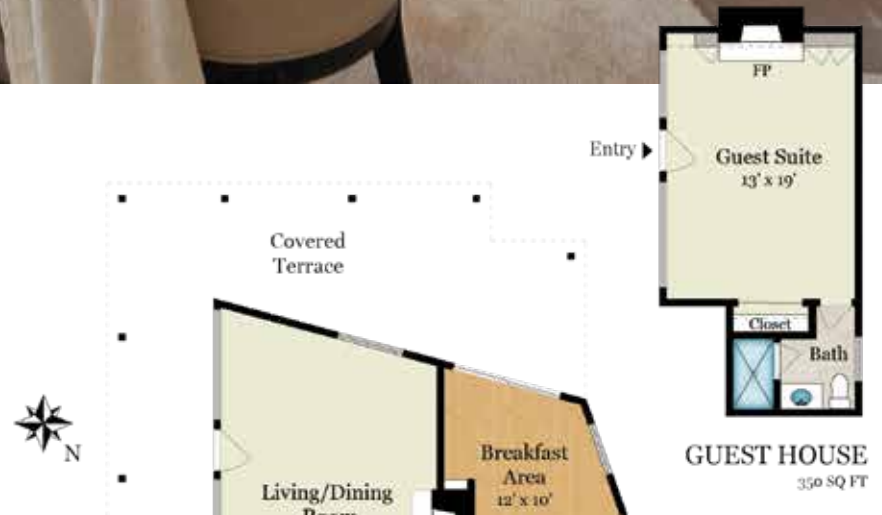 FP
Entry
Guest Suite
13' x 19'
Covered
Terrace
Closet
Bath
N
GUEST HOUSE
350 SQ FT
Breakfast
Area
12' x 10'
Living/Dining
Room